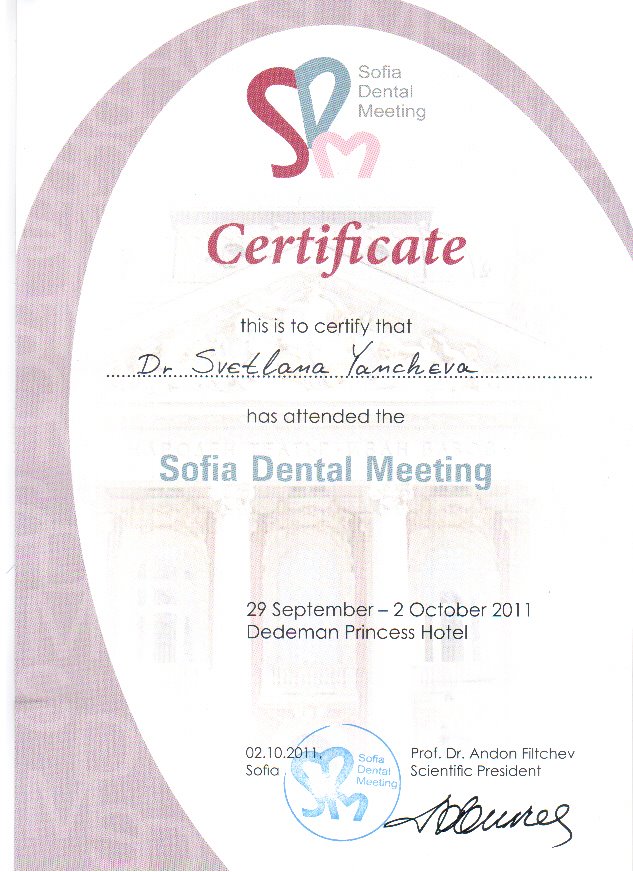 SDM
Sofia
Dental
Meeting
Certificate
this is to certify that
Dr Svetlana Yancheva
has attended the
Sofia Dental Meeting
29 September – 2 October 2011
Dedeman Princess Hotel
02.10.2011,
Sofia
SDM
Sofia
Dental
Meeting
Prof. Dr. Andon Filtchev
Scientific President